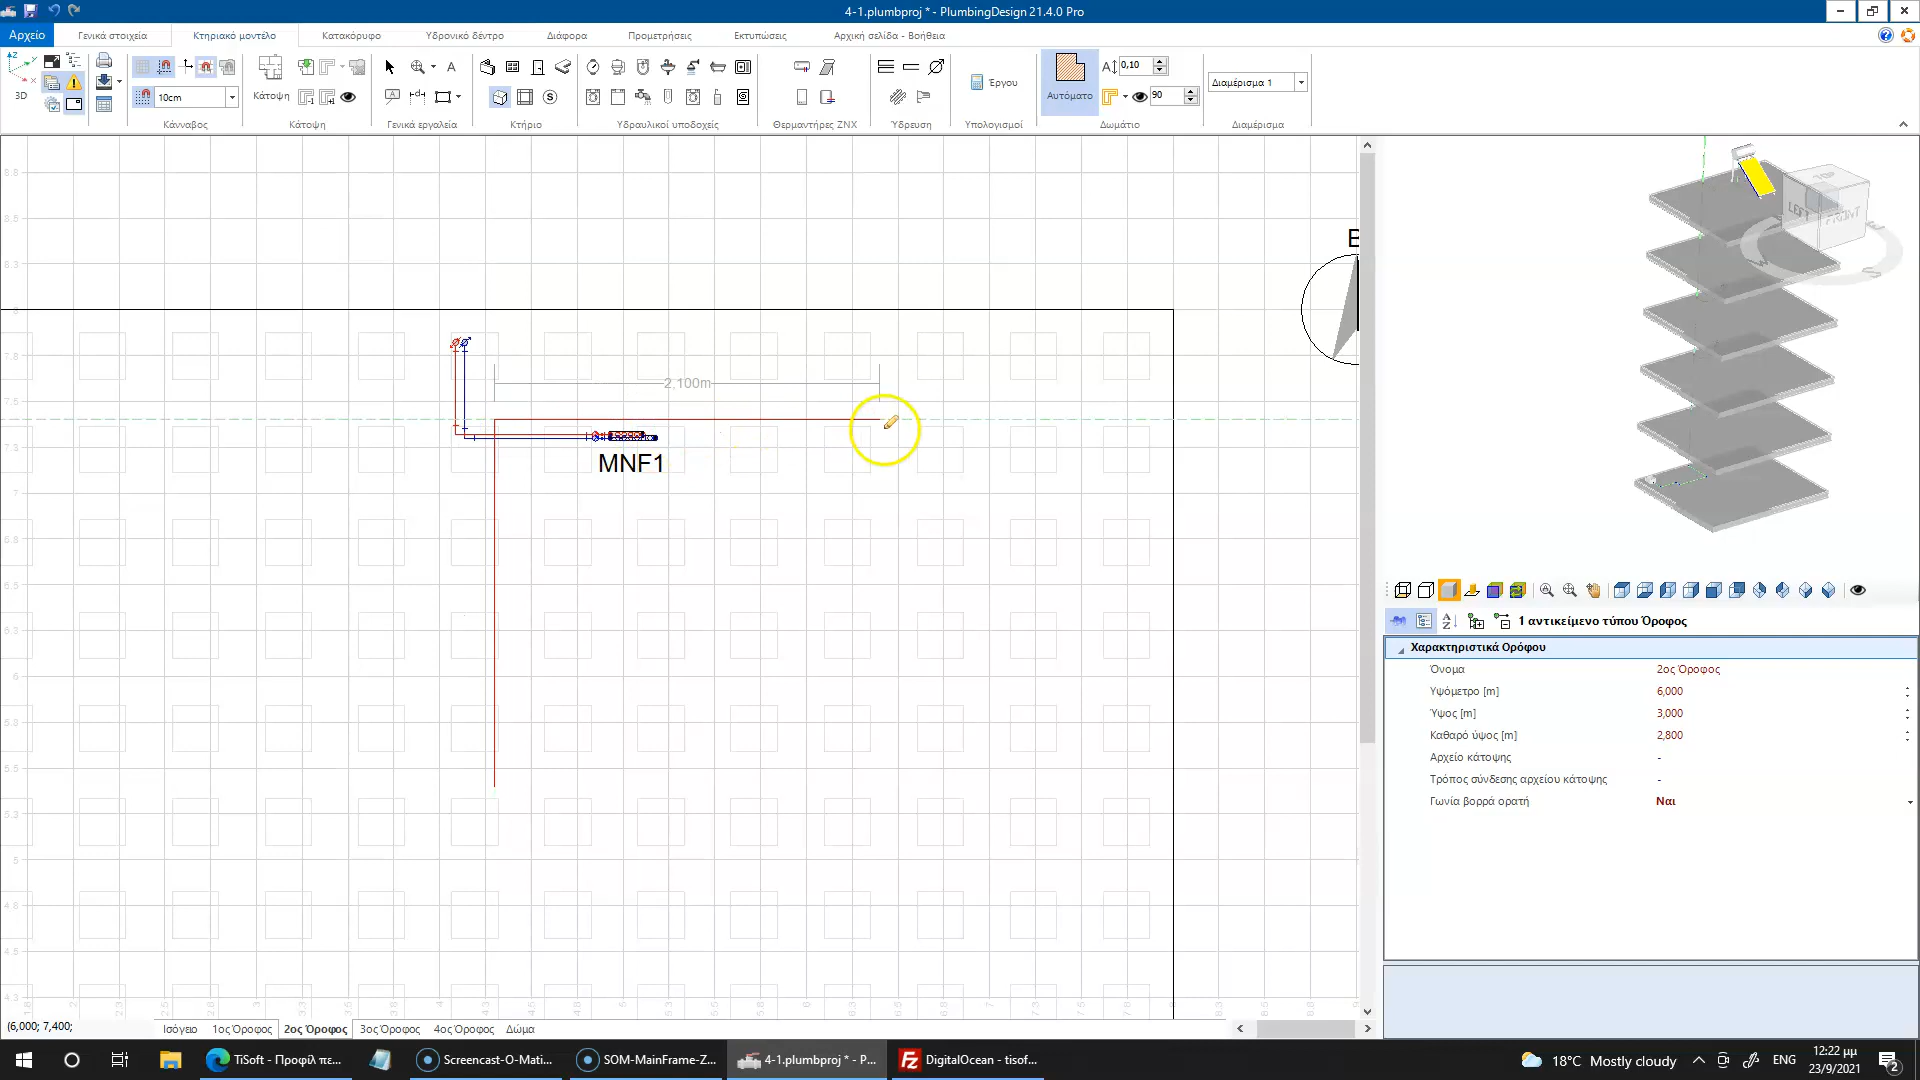 4-1.plumbproj * - PlumbingDesign 21.4.0 Pro
Αρχείο
Γενικά στοιχεία
Κτηριακό μοντέλο
Κατακόρυφο
Υδρονικό δέντρο
Διάφορα
Προμετρήσεις
Εκτυπώσεις
Αρχική σελίδα - Βοήθεια
3D
10cm
Κάτοψη
Έργου
Αυτόματο
0,10
90
Διαμέρισμα 1
Κάνναβος
Κάτοψη
Γενικά εργαλεία
Κτήριο
Υδραυλικοί υποδοχείς
Θερμαντήρες ΖΝΧ
Ύδρευση
Υπολογισμοί
Δωμάτιο
Διαμέρισμα
2,100m
MNF1
LEFT
FRONT
1 αντικείμενο τύπου Όροφος
Χαρακτηριστικά Ορόφου
Όνομα 2ος Όροφος
Υψόμετρο [m] 6,000
Ύψος [m] 3,000
Καθαρό ύψος [m] 2,800
Αρχείο κάτοψης -
Τρόπος σύνδεσης αρχείου κάτοψης -
Γωνία βορρά ορατή Ναι
(6,000; 7,400;
Ισόγειο
1ος Όροφος
2ος Όροφος
3ος Όροφος
4ος Όροφος
Δώμα
TiSoft - Προφίλ πε...
Screencast-O-Mati...
SOM-MainFrame-Z...
4-1.plumbproj * - P...
DigitalOcean - tisof...
18°C Mostly cloudy
ENG
12:22 μμ
23/9/2021